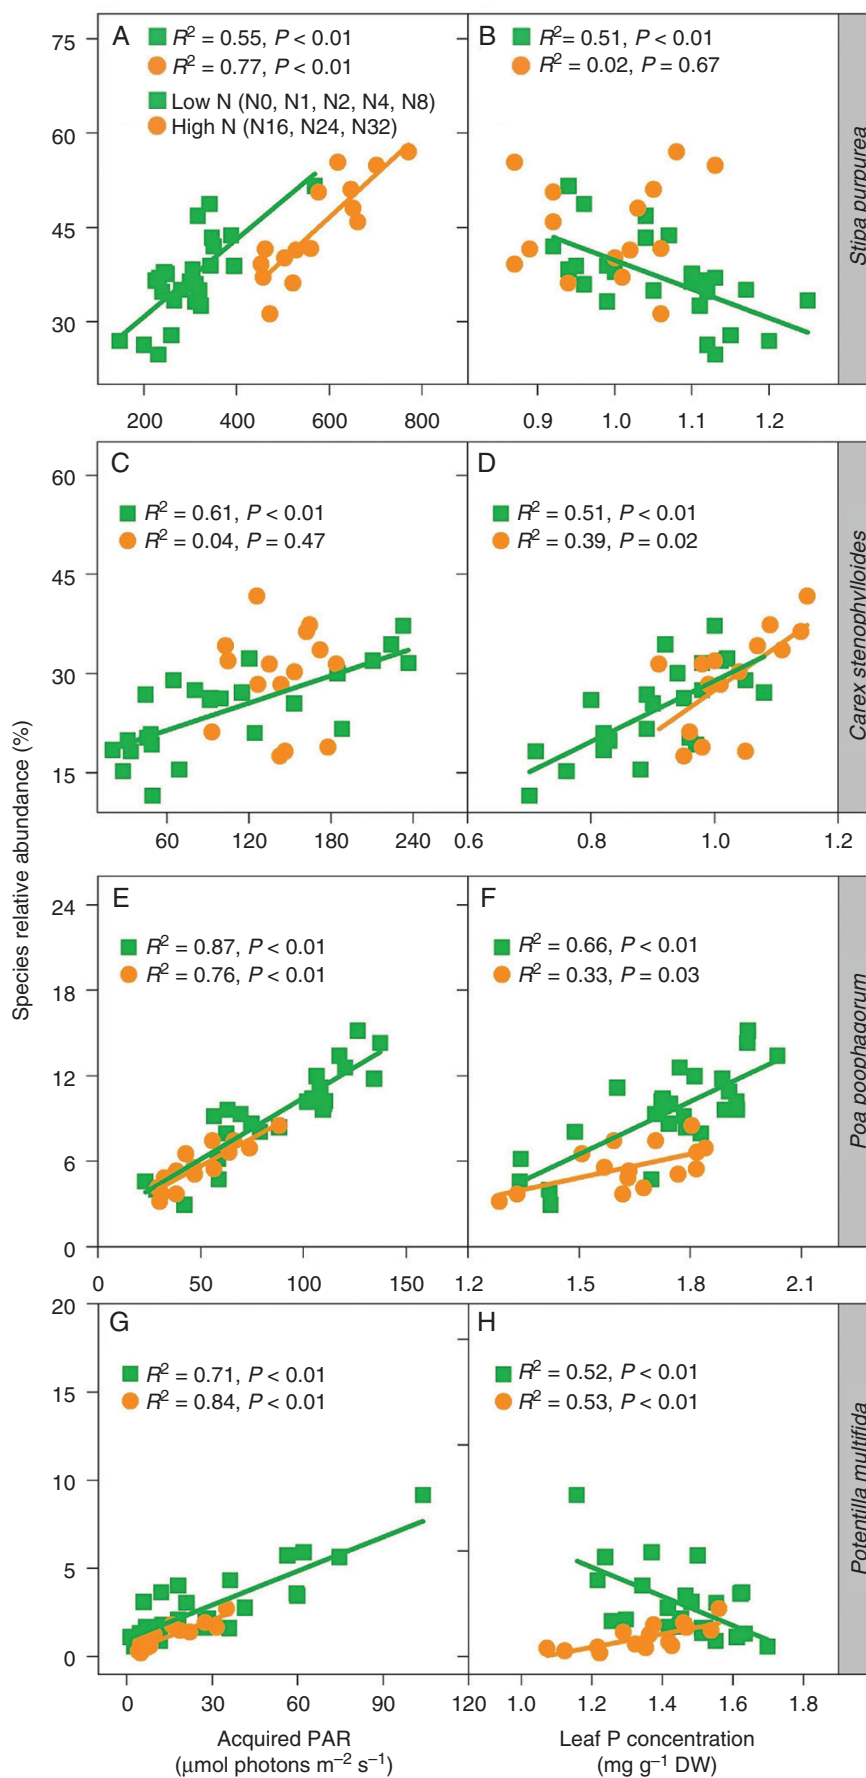 A
R² = 0.55, P < 0.01
R² = 0.77, P < 0.01
Low N (N0, N1, N2, N4, N8)
High N (N16, N24, N32)
B
R² = 0.51, P < 0.01
R² = 0.02, P = 0.67
75
60
45
30
200 400 600 800
0.9 1.0 1.1 1.2
Stipa purpurea
C
R² = 0.61, P < 0.01
R² = 0.04, P = 0.47
D
R² = 0.51, P < 0.01
R² = 0.39, P = 0.02
60
45
30
15
60 120 180 240
0.6 0.8 1.0 1.2
Carex stenophylloides
Species relative abundance (%)
E
R² = 0.87, P < 0.01
R² = 0.76, P < 0.01
F
R² = 0.66, P < 0.01
R² = 0.33, P = 0.03
24
18
12
6
0
0 50 100 150
1.2 1.5 1.8 2.1
Poa poophagorum
G
R² = 0.71, P < 0.01
R² = 0.84, P < 0.01
H
R² = 0.52, P < 0.01
R² = 0.53, P < 0.01
20
15
10
5
0
0 30 60 90 120
1.0 1.2 1.4 1.6 1.8
Potentilla multifida
Acquired PAR
(μmol photons m⁻² s⁻¹)
Leaf P concentration
(mg g⁻¹ DW)